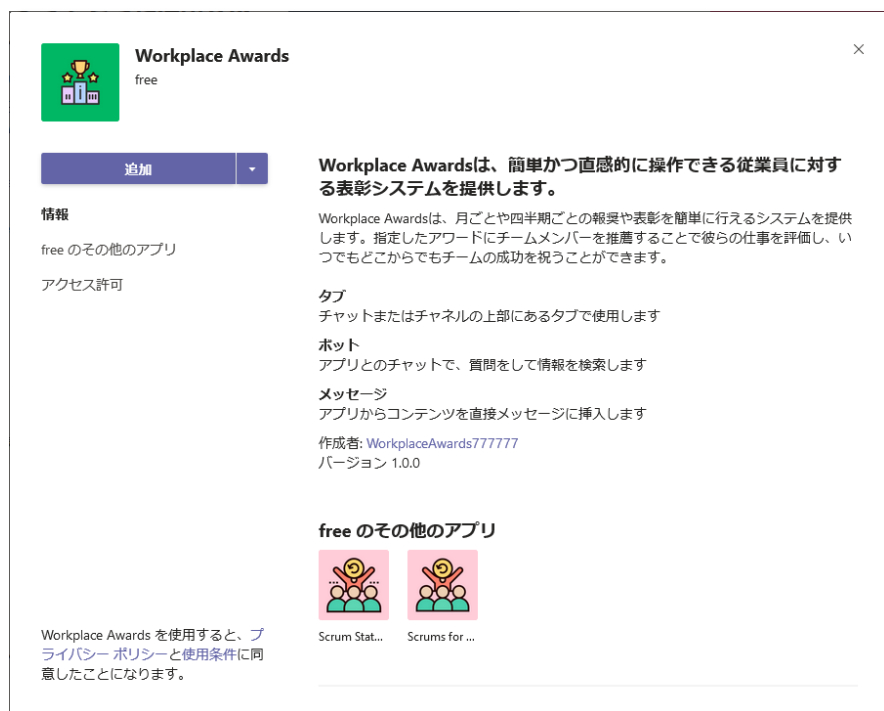 Workplace Awards
free
追加
情報
free のその他のアプリ
アクセス許可
Workplace Awards を使用すると、プ
ライバシー ポリシーと使用条件に同
意したことになります。
Workplace Awardsは、簡単かつ直感的に操作できる従業員に対す
る表彰システムを提供します。
Workplace Awardsは、月ごとや四半期ごとの報奨や表彰を簡単に行えるシステムを提供
します。指定したアワードにチームメンバーを推薦することで彼らの仕事を評価し、い
つでもどこからでもチームの成功を祝うことができます。
タブ
チャットまたはチャネルの上部にあるタブで使用します
ボット
アプリとのチャットで、質問をして情報を検索します
メッセージ
アプリからコンテンツを直接メッセージに挿入します
作成者: WorkplaceAwards777777
バージョン 1.0.0
free のその他のアプリ
Scrum Stat...
Scrums for ...